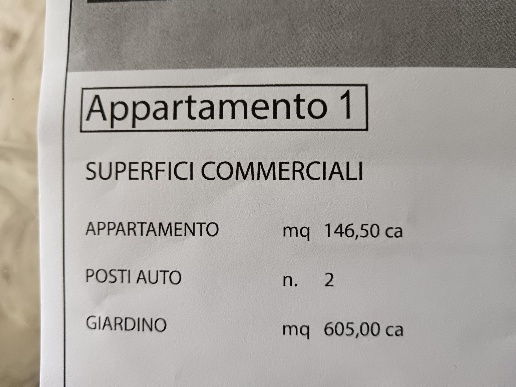 Appartamento 1
SUPERFICI COMMERCIALI
APPARTAMENTO mq 146,50 ca
POSTI AUTO n. 2
GIARDINO mq 605,00 ca